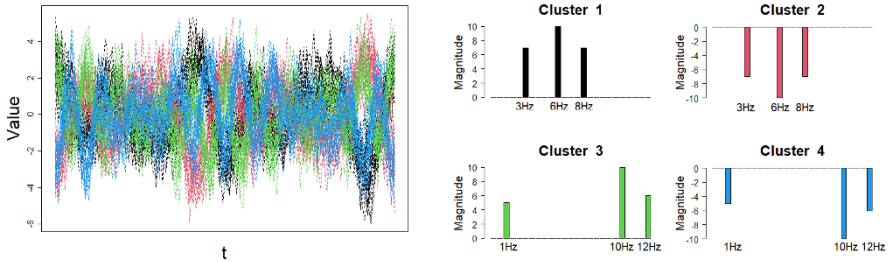 Value
4
2
0
-2
-4
-6
t
Cluster 1
Magnitude
10
8
6
4
2
0
3Hz 6Hz 8Hz
Cluster 2
Magnitude
0
-2
-4
-6
-8
-10
3Hz 6Hz 8Hz
Cluster 3
Magnitude
10
8
6
4
2
0
1Hz 10Hz 12Hz
Cluster 4
Magnitude
0
-2
-4
-6
-8
-10
1Hz 10Hz 12Hz